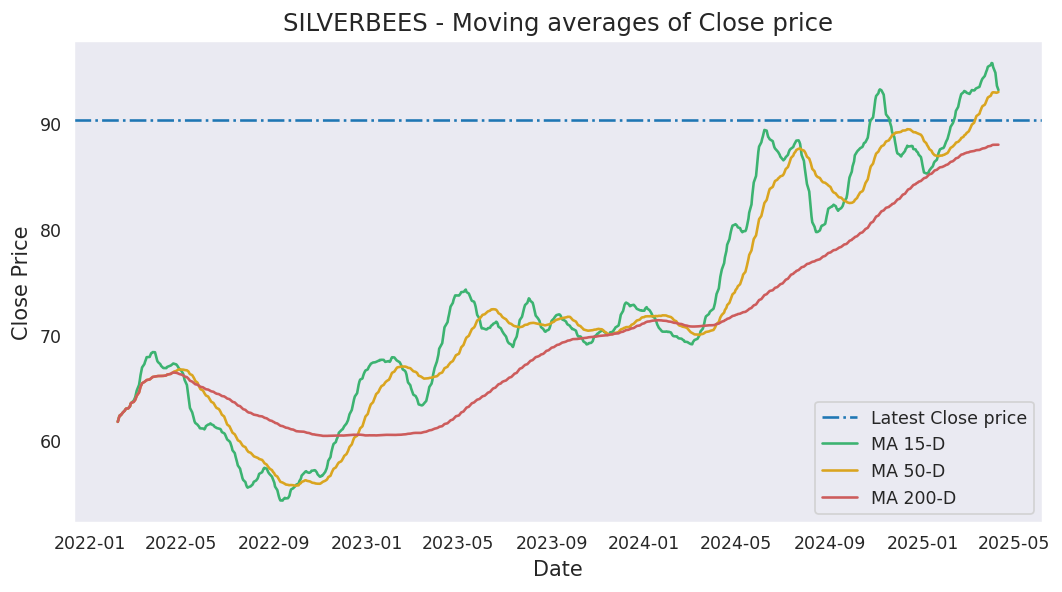 SILVERBEES - Moving averages of Close price
Close Price
90
80
70
60
Latest Close price
MA 15-D
MA 50-D
MA 200-D
2022-01 2022-05 2022-09 2023-01 2023-05 2023-09 2024-01 2024-05 2024-09 2025-01 2025-05
Date